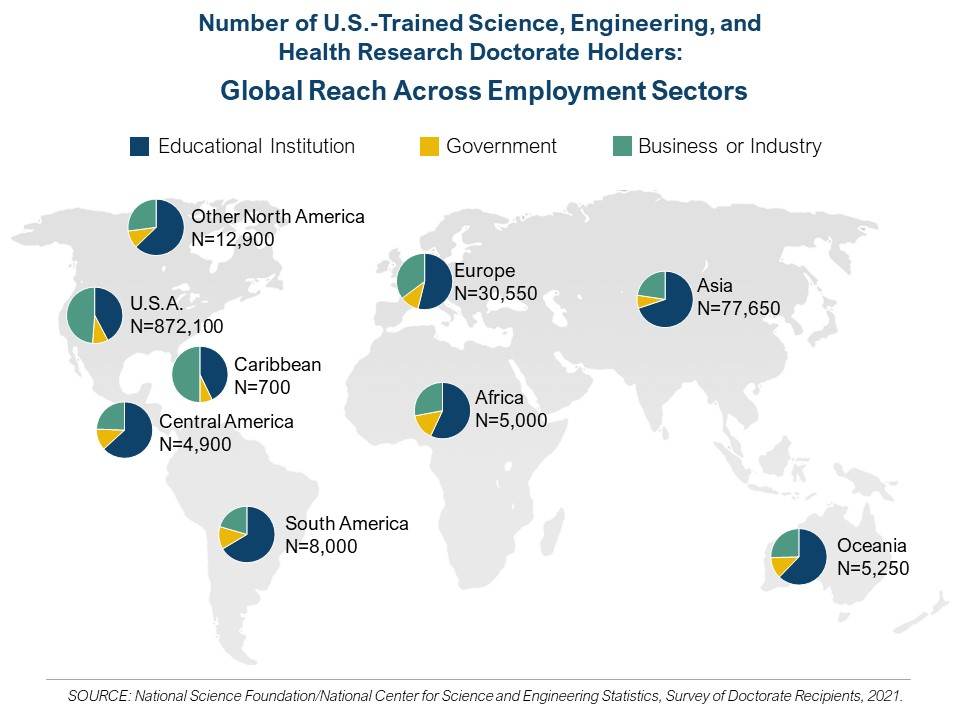 Number of U.S.-Trained Science, Engineering, and
Health Research Doctorate Holders:
Global Reach Across Employment Sectors
Educational Institution
Government
Business or Industry
Other North America
N=12,900
Europe
N=30,550
Asia
N=77,650
U.S.A.
N=872,100
Caribbean
N=700
Africa
N=5,000
Central America
N=4,900
South America
N=8,000
Oceania
N=5,250
SOURCE: National Science Foundation/National Center for Science and Engineering Statistics, Survey of Doctorate Recipients, 2021.